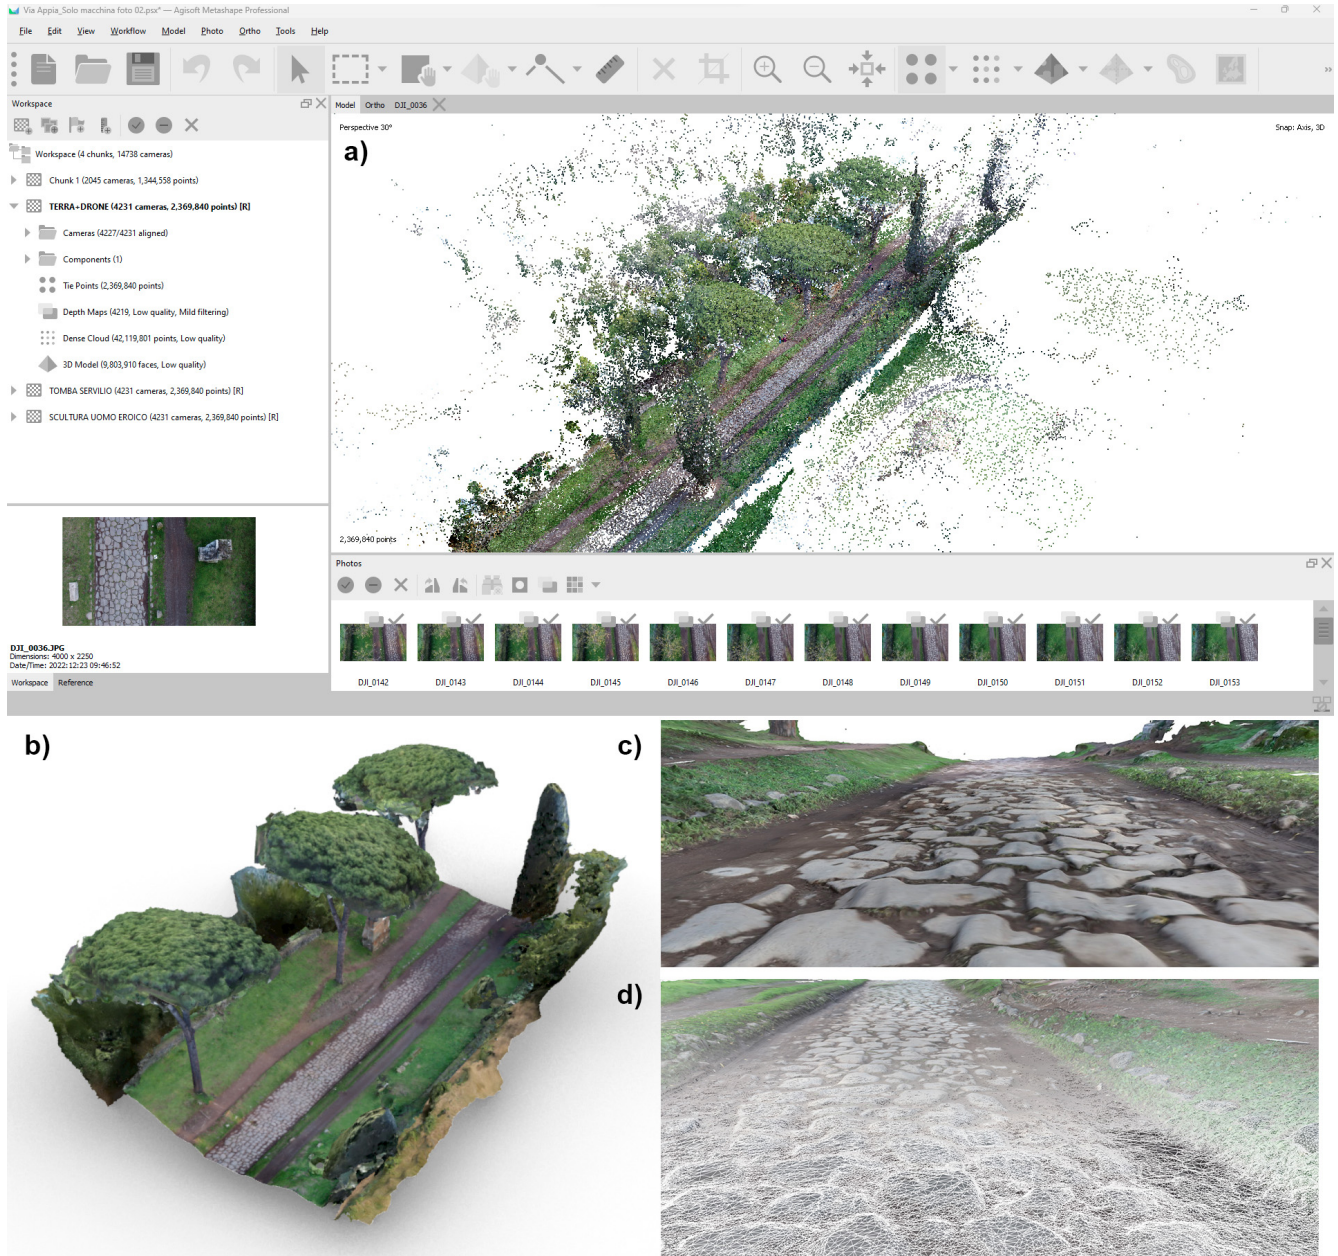 Via Appia_Solo macchina foto 02.psx* — Agisoft Metashape Professional
File Edit View Workflow Model Photo Ortho Tools Help
Workspace
Workspace (4 chunks, 14738 cameras)
Chunk 1 (2045 cameras, 1,344,558 points)
TERRA+DRONE (4231 cameras, 2,369,840 points) [R]
Cameras (4227/4231 aligned)
Components (1)
Tie Points (2,369,840 points)
Depth Maps (4219, Low quality, Mild filtering)
Dense Cloud (42,119,801 points, Low quality)
3D Model (9,803,910 faces, Low quality)
TOMBA SERVILIO (4231 cameras, 2,369,840 points) [R]
SCULTURA UOMO EROICO (4231 cameras, 2,369,840 points) [R]
DJI_0036.JPG
Dimensions: 4000 x 2250
Date/Time: 2022:12:23 09:46:52
Workspace Reference
Model Ortho DJI_0036
Perspective 30°
Snap: Axis, 3D
a)
2,369,840 points
Photos
DJI_0142 DJI_0143 DJI_0144 DJI_0145 DJI_0146 DJI_0147 DJI_0148 DJI_0149 DJI_0150 DJI_0151 DJI_0152 DJI_0153
b)
c)
d)